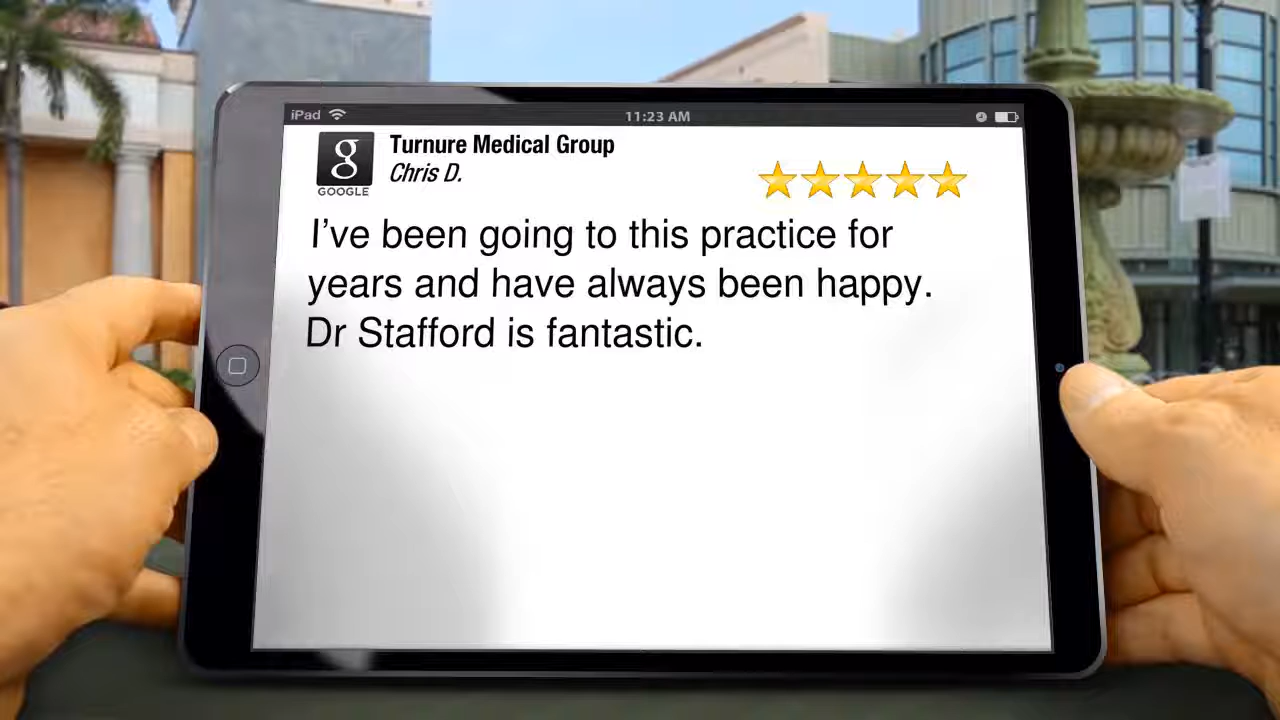 iPad
11:23 AM
g
GOOGLE
Turnure Medical Group
Chris D.
I've been going to this practice for
years and have always been happy.
Dr Stafford is fantastic.